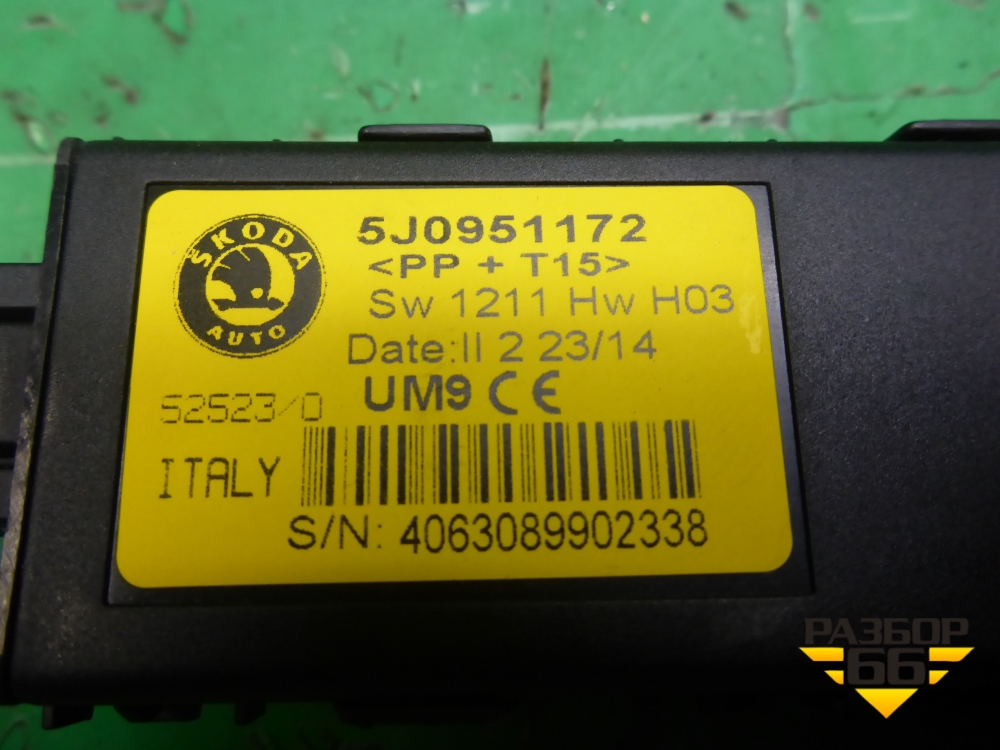 ŠKODA
AUTO
5J0951172
<PP + T15>
Sw 1211 Hw H03
Date:II 2 23/14
UM9 CE
52523/0
ITALY
S/N: 4063089902338
РАЗБОР
66